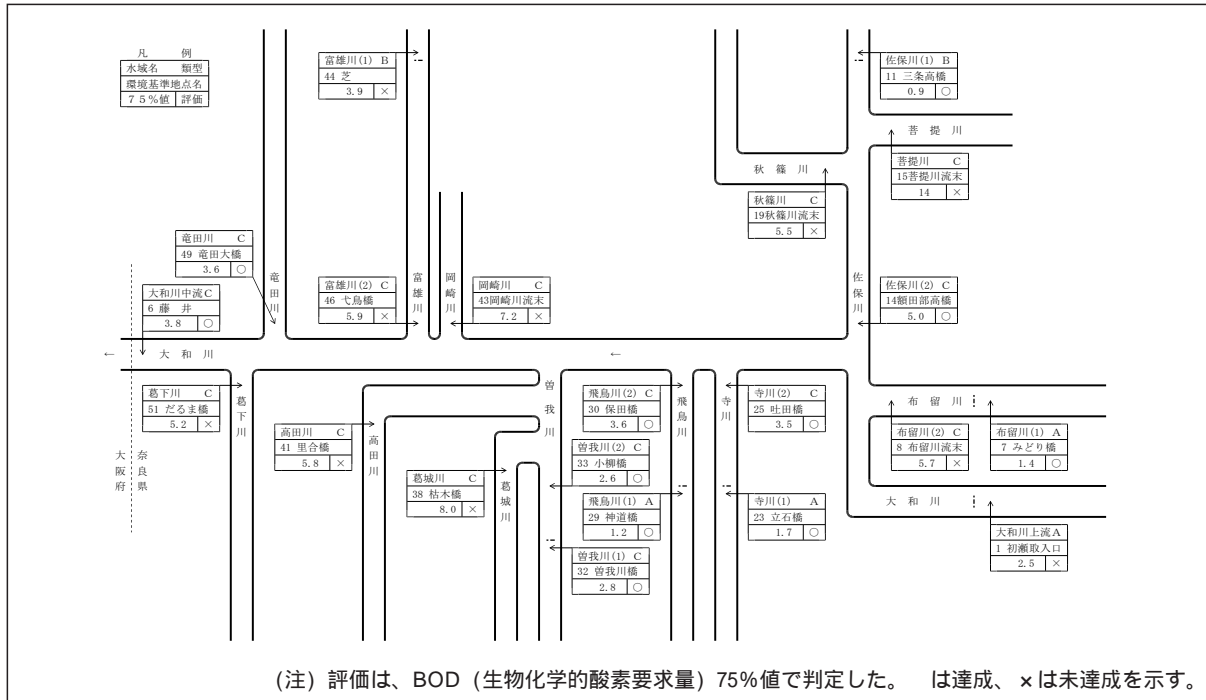 凡 例
水域名 類型
環境基準地点名
75%値 評価
富雄川(1) B
44 芝
3.9 ×
佐保川(1) B
11 三条高橋
0.9 ○
菩提川
菩提川 C
15菩提川流末
14 ×
秋篠川
秋篠川 C
19秋篠川流末
5.5 ×
竜田川 C
49 竜田大橋
3.6 ○
竜田川
大和川中流C
6 藤 井
3.8 ○
富雄川(2) C
46 弋鳥橋
5.9 ×
富雄川
岡崎川
岡崎川 C
43岡崎川流末
7.2 ×
佐保川
佐保川(2) C
14額田部高橋
5.0 ○
← 大和川
←
葛下川 C
51 だるま橋
5.2 ×
葛下川
高田川 C
41 里合橋
5.8 ×
高田川
曽我川
葛城川 C
38 枯木橋
8.0 ×
葛城川
飛鳥川(2) C
30 保田橋
3.6 ○
飛鳥川
曽我川(2) C
33 小柳橋
2.6 ○
飛鳥川(1) A
29 神道橋
1.2 ○
曽我川(1) C
32 曽我川橋
2.8 ○
寺川
寺川(2) C
25 吐田橋
3.5 ○
寺川(1) A
23 立石橋
1.7 ○
布留川
布留川(2) C
8 布留川流末
5.7 ×
布留川(1) A
7 みどり橋
1.4 ○
大和川
大和川上流A
1 初瀬取入口
2.5 ×
大阪府
奈良県
(注) 評価は、BOD (生物化学的酸素要求量) 75%値で判定した。 は達成、×は未達成を示す。